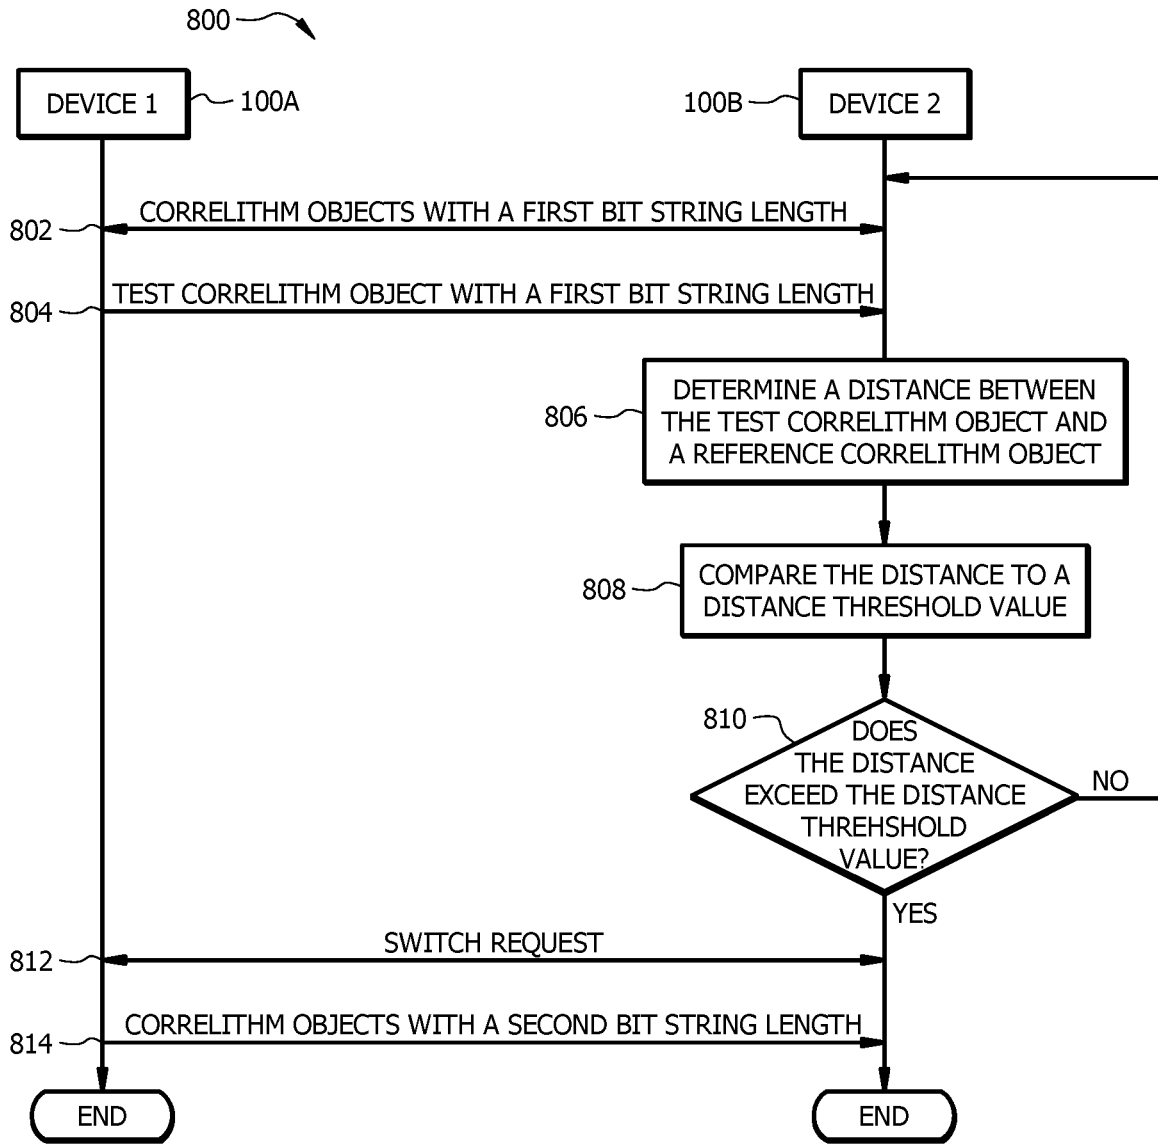 800
DEVICE 1
100A
100B
DEVICE 2
CORRELITHM OBJECTS WITH A FIRST BIT STRING LENGTH
802
TEST CORRELITHM OBJECT WITH A FIRST BIT STRING LENGTH
804
DETERMINE A DISTANCE BETWEEN
THE TEST CORRELITHM OBJECT AND
A REFERENCE CORRELITHM OBJECT
806
COMPARE THE DISTANCE TO A
DISTANCE THRESHOLD VALUE
808
810
DOES
THE DISTANCE
EXCEED THE DISTANCE
THREHSHOLD
VALUE?
NO
YES
SWITCH REQUEST
812
CORRELITHM OBJECTS WITH A SECOND BIT STRING LENGTH
814
END
END